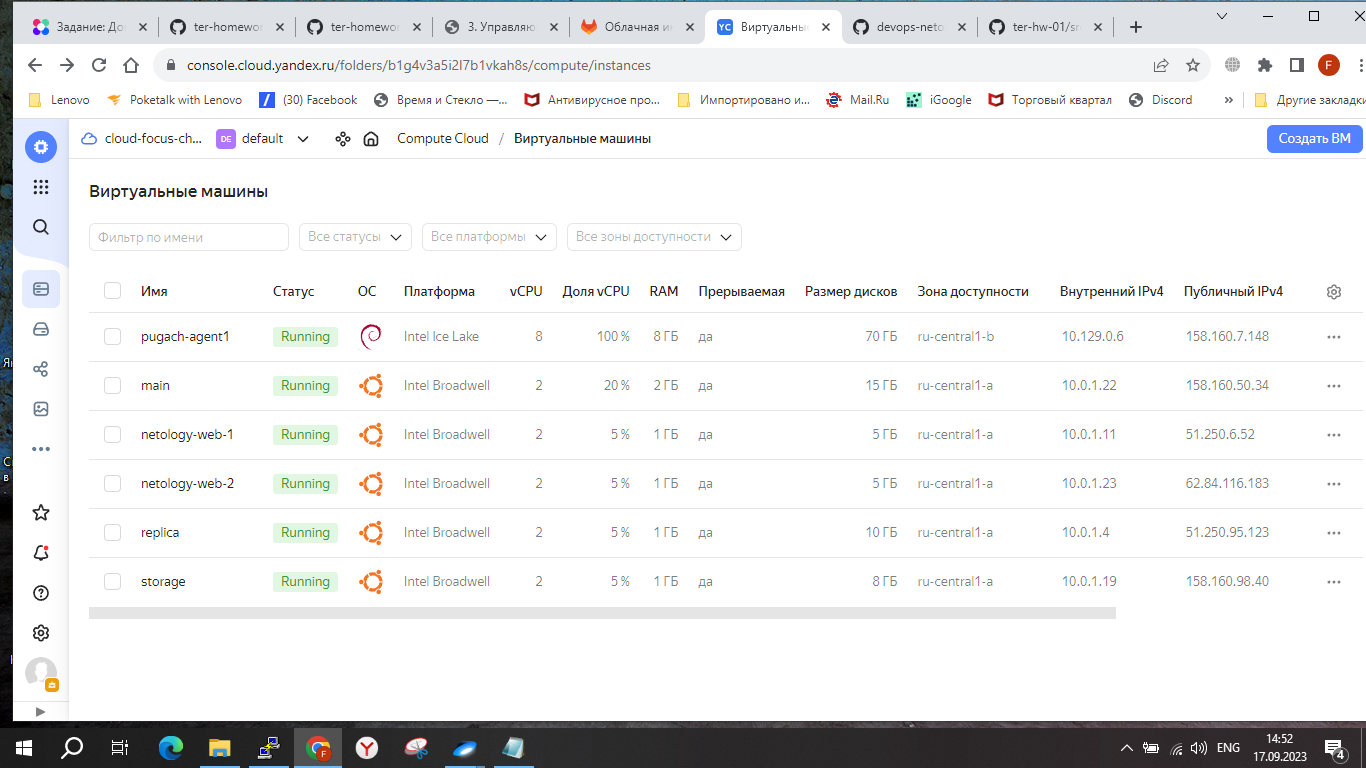 Задание: До
ter-homewor
ter-homewor
3. Управляю
Облачная ин
Виртуальны
devops-neto
ter-hw-01/sr
console.cloud.yandex.ru/folders/b1g4v3a5i2l7b1vkah8s/compute/instances
F
Lenovo
Poketalk with Lenovo
(30) Facebook
Время и Стекло —...
Антивирусное про...
Импортировано и...
Mail.Ru
iGoogle
Торговый квартал
Discord
»
Другие закладки
cloud-focus-ch...
DE default
Compute Cloud / Виртуальные машины
Создать ВМ
Виртуальные машины
Фильтр по имени
Все статусы
Все платформы
Все зоны доступности
Имя Статус ОС Платформа vCPU Доля vCPU RAM Прерываемая Размер дисков Зона доступности Внутренний IPv4 Публичный IPv4
pugach-agent1 Running Intel Ice Lake 8 100 % 8 ГБ да 70 ГБ ru-central1-b 10.129.0.6 158.160.7.148
main Running Intel Broadwell 2 20 % 2 ГБ да 15 ГБ ru-central1-a 10.0.1.22 158.160.50.34
netology-web-1 Running Intel Broadwell 2 5 % 1 ГБ да 5 ГБ ru-central1-a 10.0.1.11 51.250.6.52
netology-web-2 Running Intel Broadwell 2 5 % 1 ГБ да 5 ГБ ru-central1-a 10.0.1.23 62.84.116.183
replica Running Intel Broadwell 2 5 % 1 ГБ да 10 ГБ ru-central1-a 10.0.1.4 51.250.95.123
storage Running Intel Broadwell 2 5 % 1 ГБ да 8 ГБ ru-central1-a 10.0.1.19 158.160.98.40
ENG
14:52
17.09.2023
4